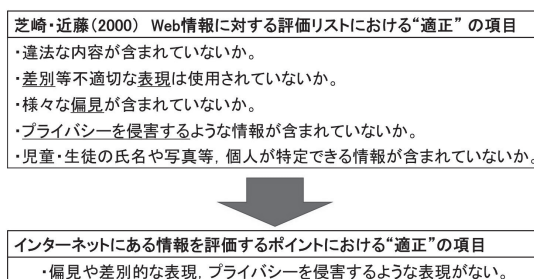 芝崎・近藤(2000) Web情報に対する評価リストにおける“適正” の項目
・違法な内容が含まれていないか。
・差別等不適切な表現は使用されていないか。
・様々な偏見が含まれていないか。
・プライバシーを侵害するような情報が含まれていないか。
・児童・生徒の氏名や写真等，個人が特定できる情報が含まれていないか。
インターネットにある情報を評価するポイントにおける“適正”の項目
・偏見や差別的な表現，プライバシーを侵害するような表現がない。